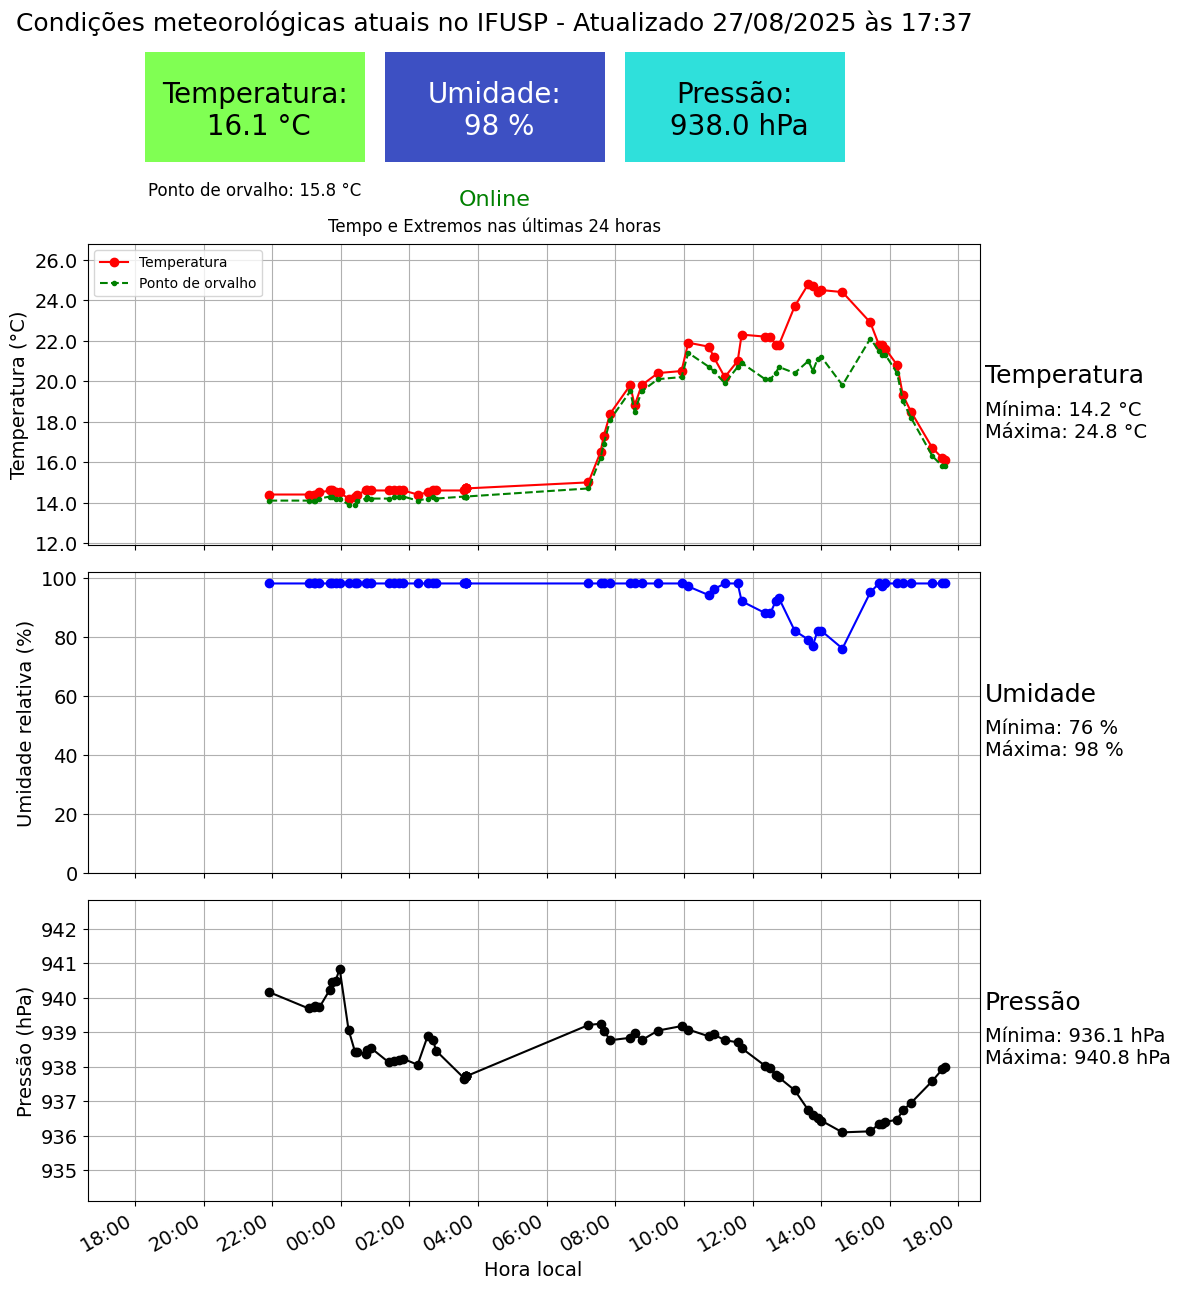 Condições meteorológicas atuais no IFUSP - Atualizado 27/08/2025 às 17:37
Temperatura:
16.1 °C
Umidade:
98 %
Pressão:
938.0 hPa
Ponto de orvalho: 15.8 °C
Online
Tempo e Extremos nas últimas 24 horas
Temperatura
Ponto de orvalho
Temperatura (°C)
26.0
24.0
22.0
20.0
18.0
16.0
14.0
12.0
Temperatura
Mínima: 14.2 °C
Máxima: 24.8 °C
Umidade relativa (%)
100
80
60
40
20
0
Umidade
Mínima: 76 %
Máxima: 98 %
Pressão (hPa)
942
941
940
939
938
937
936
935
Pressão
Mínima: 936.1 hPa
Máxima: 940.8 hPa
18:00
20:00
22:00
00:00
02:00
04:00
06:00
08:00
10:00
12:00
14:00
16:00
18:00
Hora local